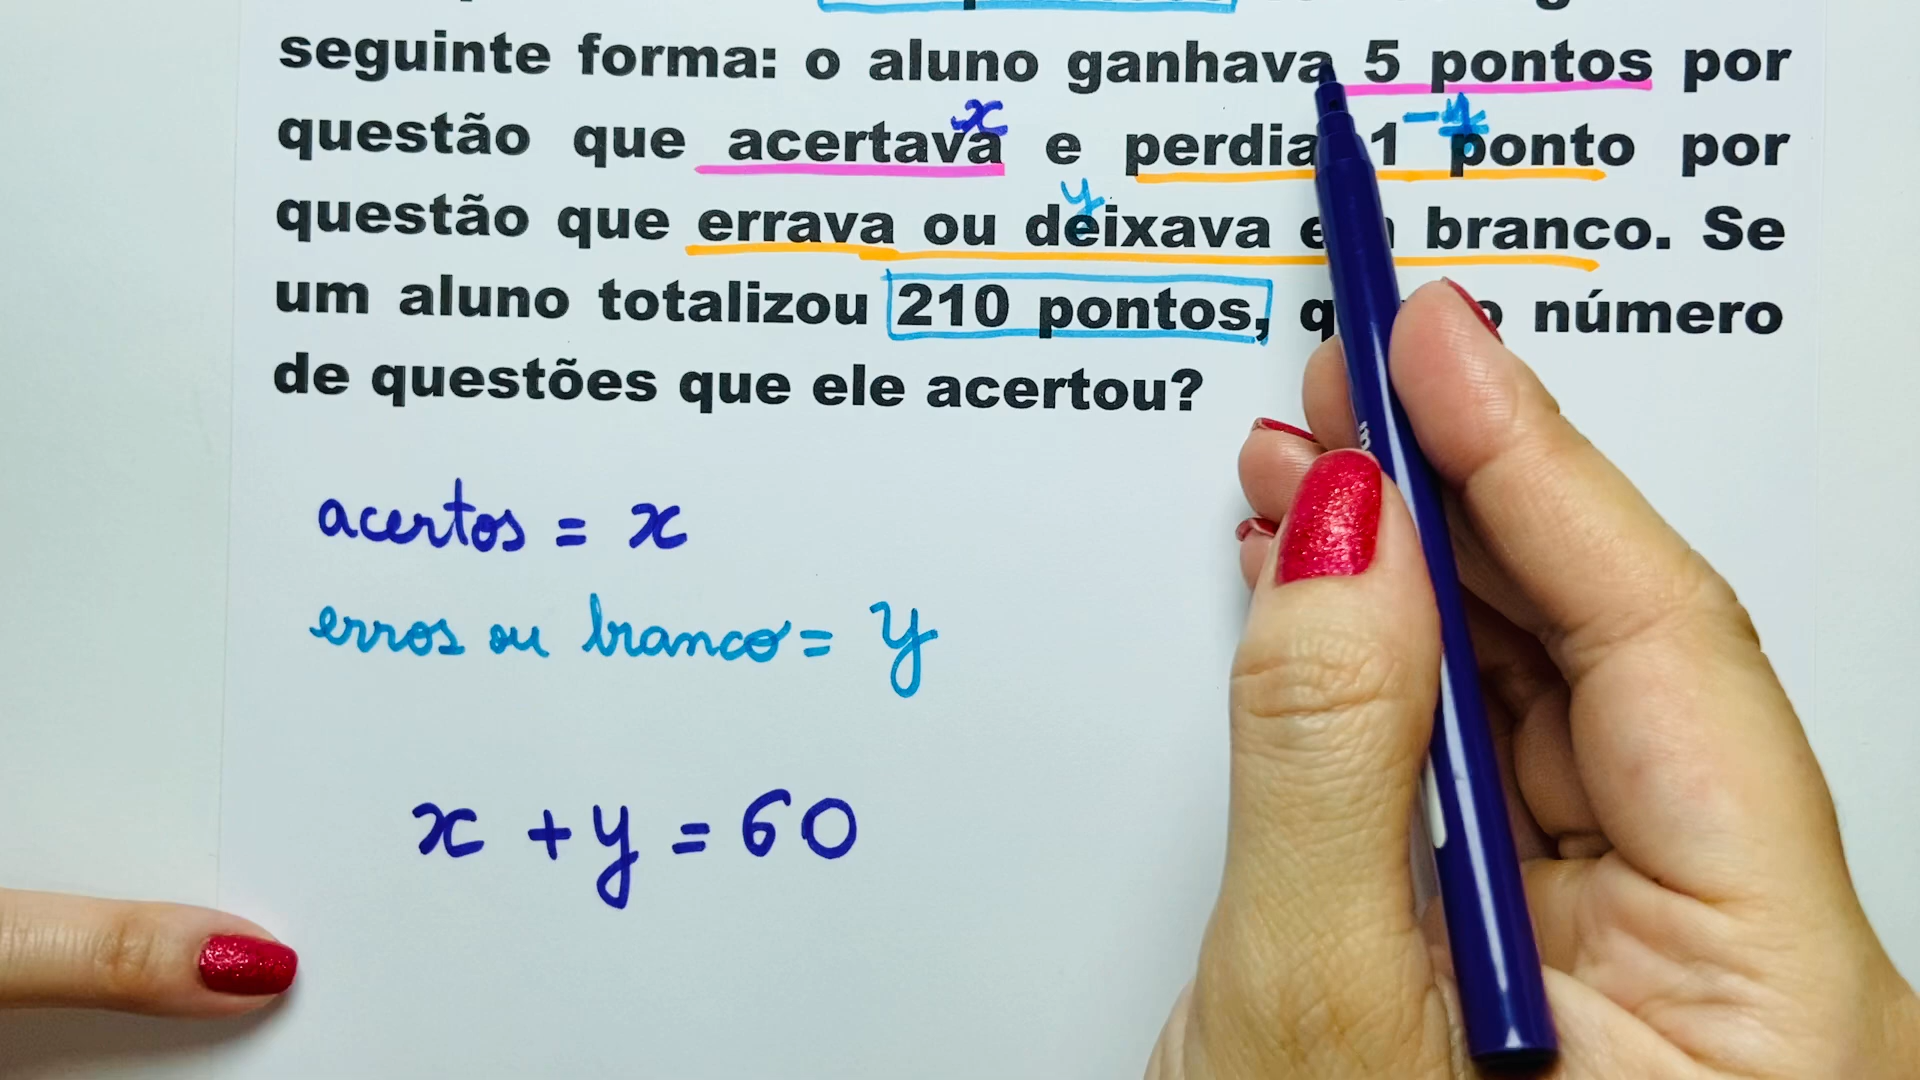 seguinte forma: o aluno ganhava 5 pontos por
questão que acertava e perdia 1 ponto por
x -y
questão que errava ou deixava em branco. Se
y
um aluno totalizou 210 pontos, número
de questões que ele acertou?
acertos = x
erros ou branco = y
x + y = 60